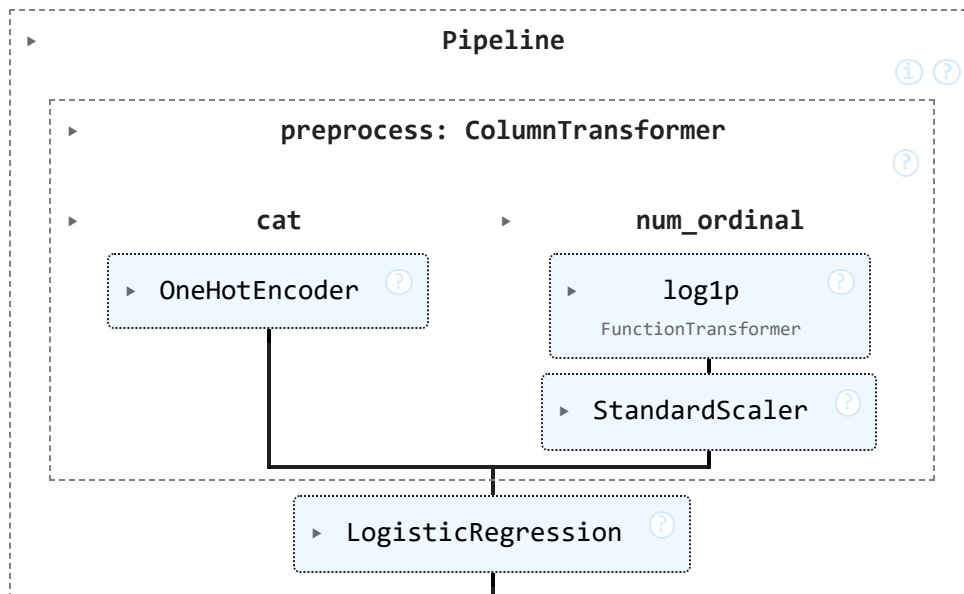 Pipeline
i ?
preprocess: ColumnTransformer
?
cat num_ordinal
OneHotEncoder ? log1p ?
FunctionTransformer
StandardScaler ?
LogisticRegression ?